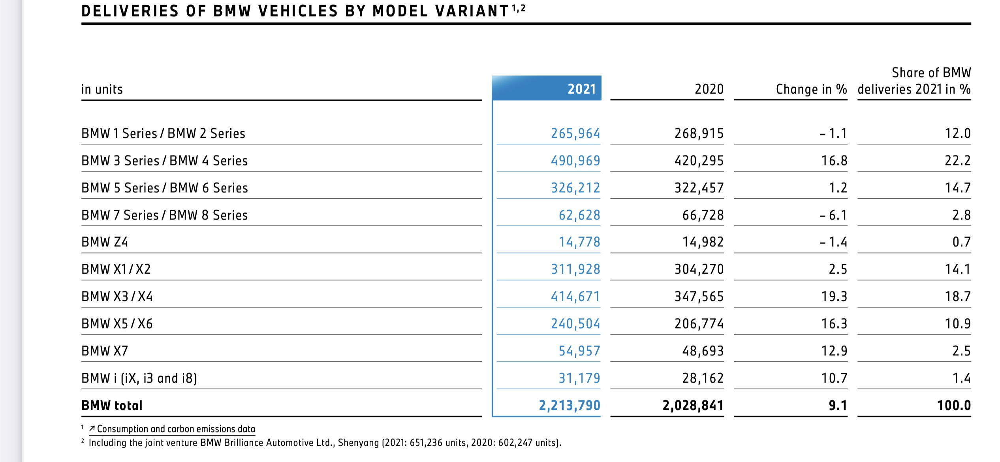 DELIVERIES OF BMW VEHICLES BY MODEL VARIANT 1,2
in units 2021 2020 Change in % Share of BMW deliveries 2021 in %
BMW 1 Series / BMW 2 Series 265,964 268,915 – 1.1 12.0
BMW 3 Series / BMW 4 Series 490,969 420,295 16.8 22.2
BMW 5 Series / BMW 6 Series 326,212 322,457 1.2 14.7
BMW 7 Series / BMW 8 Series 62,628 66,728 – 6.1 2.8
BMW Z4 14,778 14,982 – 1.4 0.7
BMW X1 / X2 311,928 304,270 2.5 14.1
BMW X3 / X4 414,671 347,565 19.3 18.7
BMW X5 / X6 240,504 206,774 16.3 10.9
BMW X7 54,957 48,693 12.9 2.5
BMW i (iX, i3 and i8) 31,179 28,162 10.7 1.4
BMW total 2,213,790 2,028,841 9.1 100.0
1 ↗ Consumption and carbon emissions data
2 Including the joint venture BMW Brilliance Automotive Ltd., Shenyang (2021: 651,236 units, 2020: 602,247 units).